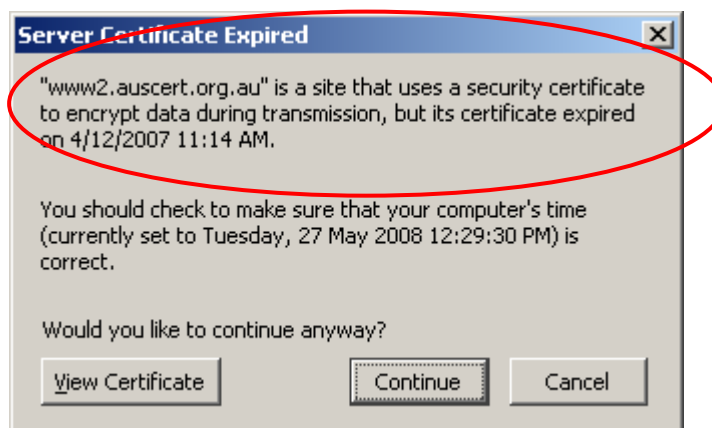 Server Certificate Expired
"www2.auscert.org.au" is a site that uses a security certificate
to encrypt data during transmission, but its certificate expired
on 4/12/2007 11:14 AM.
You should check to make sure that your computer's time
(currently set to Tuesday, 27 May 2008 12:29:30 PM) is
correct.
Would you like to continue anyway?
View Certificate Continue Cancel